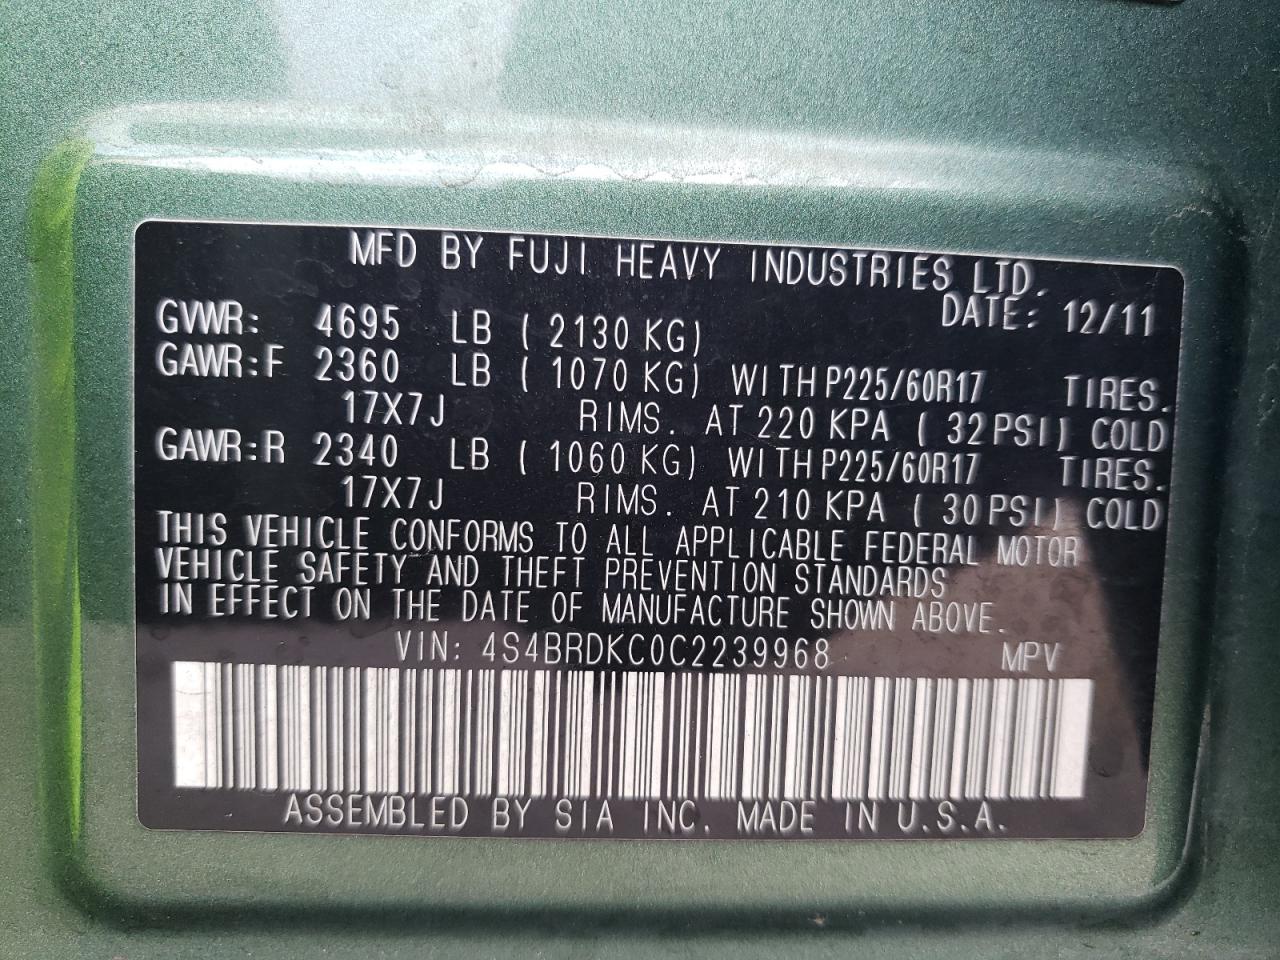 MFD BY FUJI HEAVY INDUSTRIES LTD.
DATE: 12/11
GVWR: 4695 LB ( 2130 KG)
GAWR:F 2360 LB ( 1070 KG) WITH P225/60R17 TIRES.
17X7J RIMS. AT 220 KPA ( 32 PSI) COLD
GAWR:R 2340 LB ( 1060 KG) WITH P225/60R17 TIRES.
17X7J RIMS. AT 210 KPA ( 30 PSI) COLD
THIS VEHICLE CONFORMS TO ALL APPLICABLE FEDERAL MOTOR
VEHICLE SAFETY AND THEFT PREVENTION STANDARDS
IN EFFECT ON THE DATE OF MANUFACTURE SHOWN ABOVE.
VIN: 4S4BRDKC0C2239968 MPV
ASSEMBLED BY SIA INC. MADE IN U.S.A.